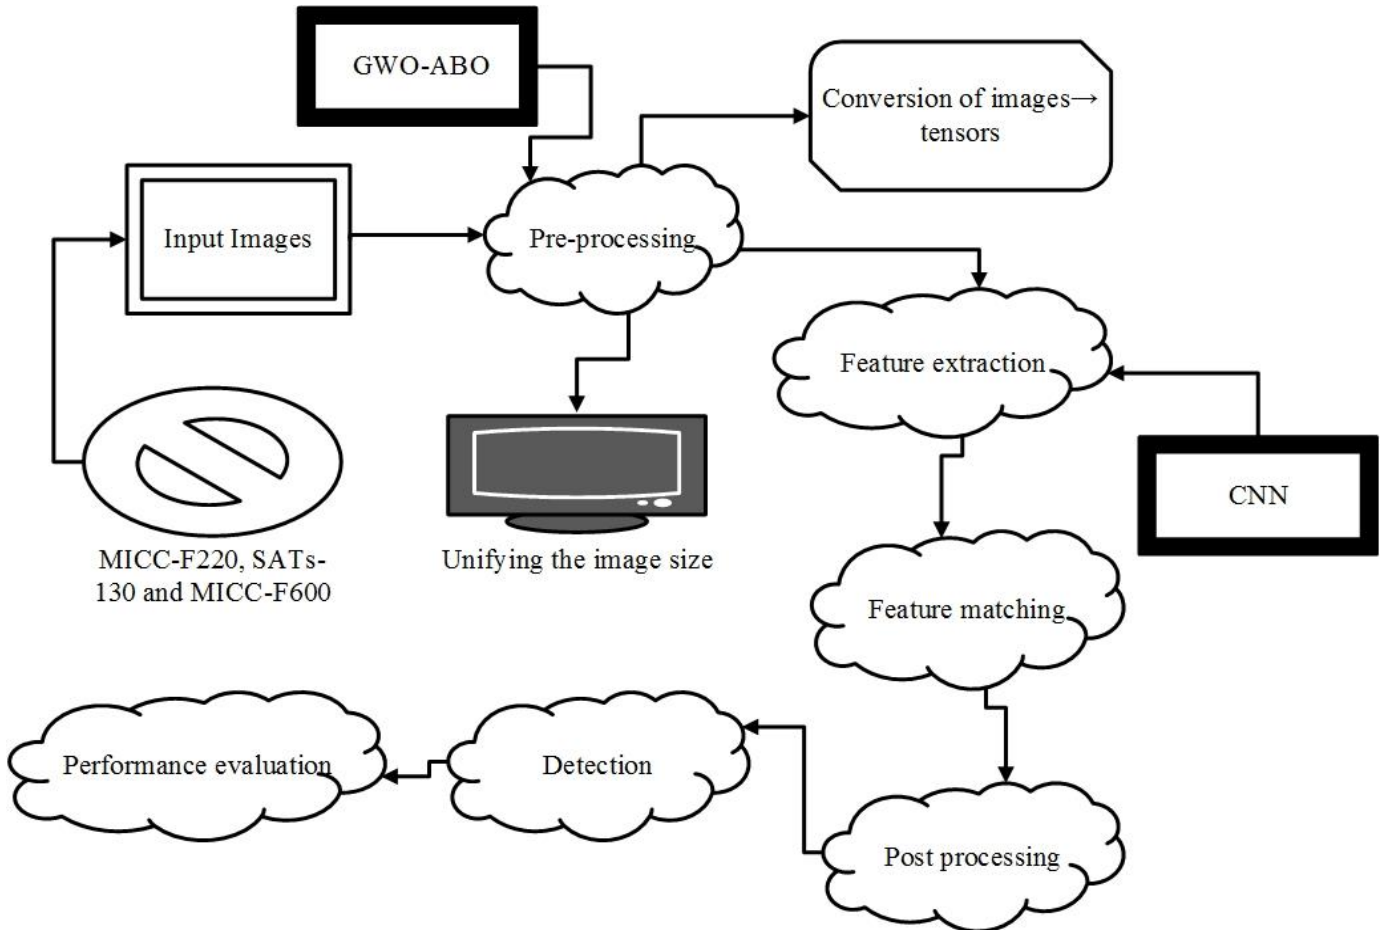 GWO-ABO
Conversion of images→
tensors
Input Images
Pre-processing
Feature extraction
CNN
MICC-F220, SATs-
130 and MICC-F600
Unifying the image size
Feature matching
Performance evaluation
Detection
Post processing